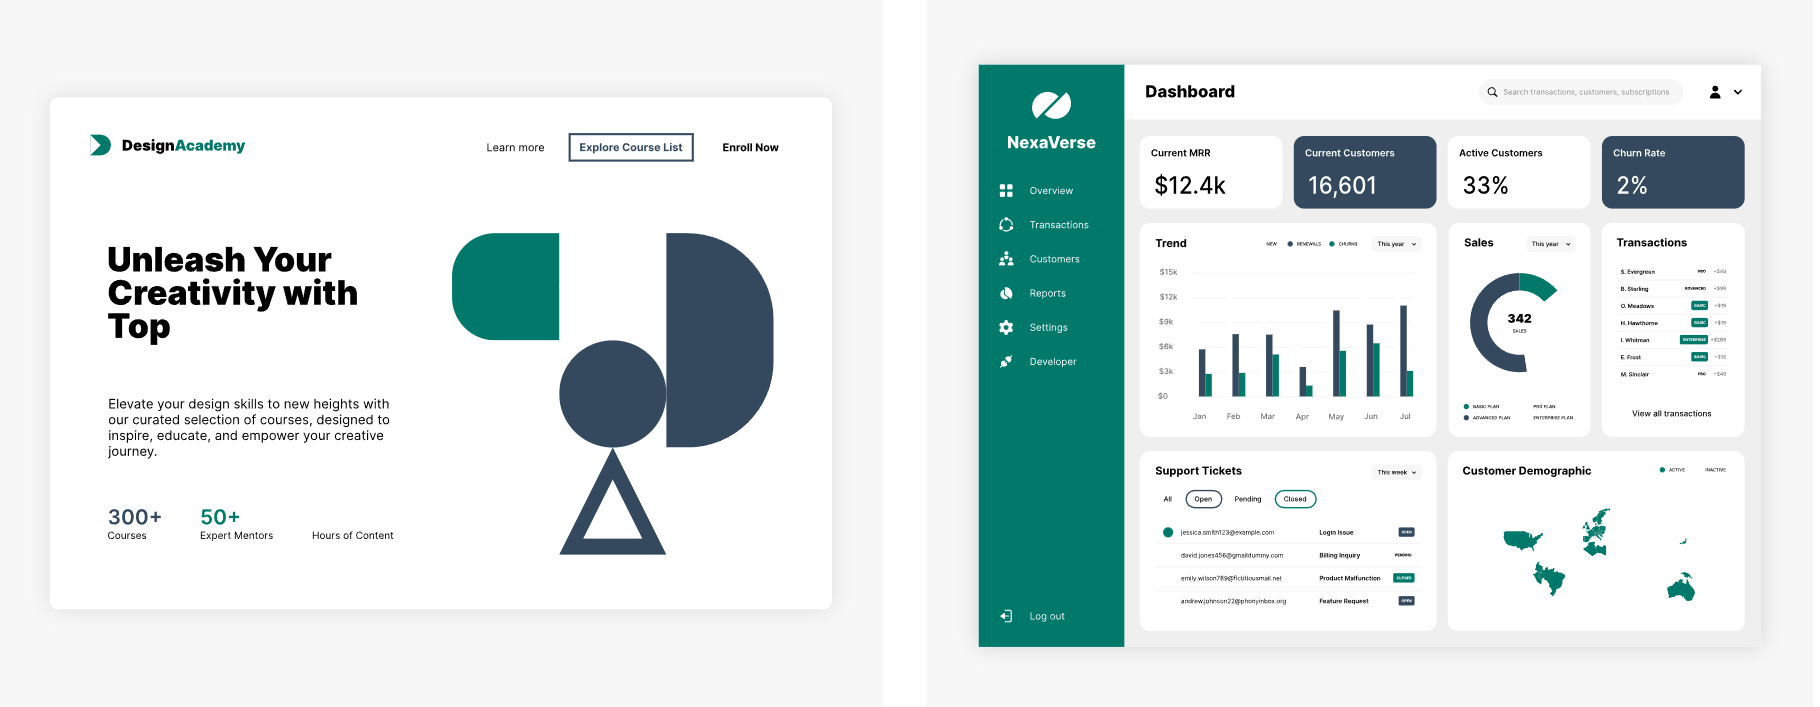 DesignAcademy
Learn more
Explore Course List
Enroll Now
Unleash Your
Creativity with
Top
Elevate your design skills to new heights with
our curated selection of courses, designed to
inspire, educate, and empower your creative
journey.
300+
Courses
50+
Expert Mentors
Hours of Content
NexaVerse
Overview
Transactions
Customers
Reports
Settings
Developer
Log out
Dashboard
Search transactions, customers, subscriptions
Current MRR
$12.4k
Current Customers
16,601
Active Customers
33%
Churn Rate
2%
Trend
NEW
RENEWALS
CHURNS
This year
$15k
$12k
$9k
$6k
$3k
$0
Jan Feb Mar Apr May Jun Jul
Sales
This year
342
SALES
BASIC PLAN
PRO PLAN
ADVANCED PLAN
ENTERPRISE PLAN
Transactions
S. Evergreen PRO +$49
B. Sterling ADVANCED +$99
O. Meadows BASIC +$19
H. Hawthorne BASIC +$19
I. Whitman ENTERPRISE +$299
E. Frost BASIC +$19
M. Sinclair PRO +$49
View all transactions
Support Tickets
This week
All Open Pending Closed
jessica.smith123@example.com Login Issue OPEN
david.jones456@gmaildummy.com Billing Inquiry PENDING
emily.wilson789@fictitiousmail.net Product Malfunction CLOSED
andrew.johnson22@phonyinbox.org Feature Request OPEN
Customer Demographic
ACTIVE
INACTIVE